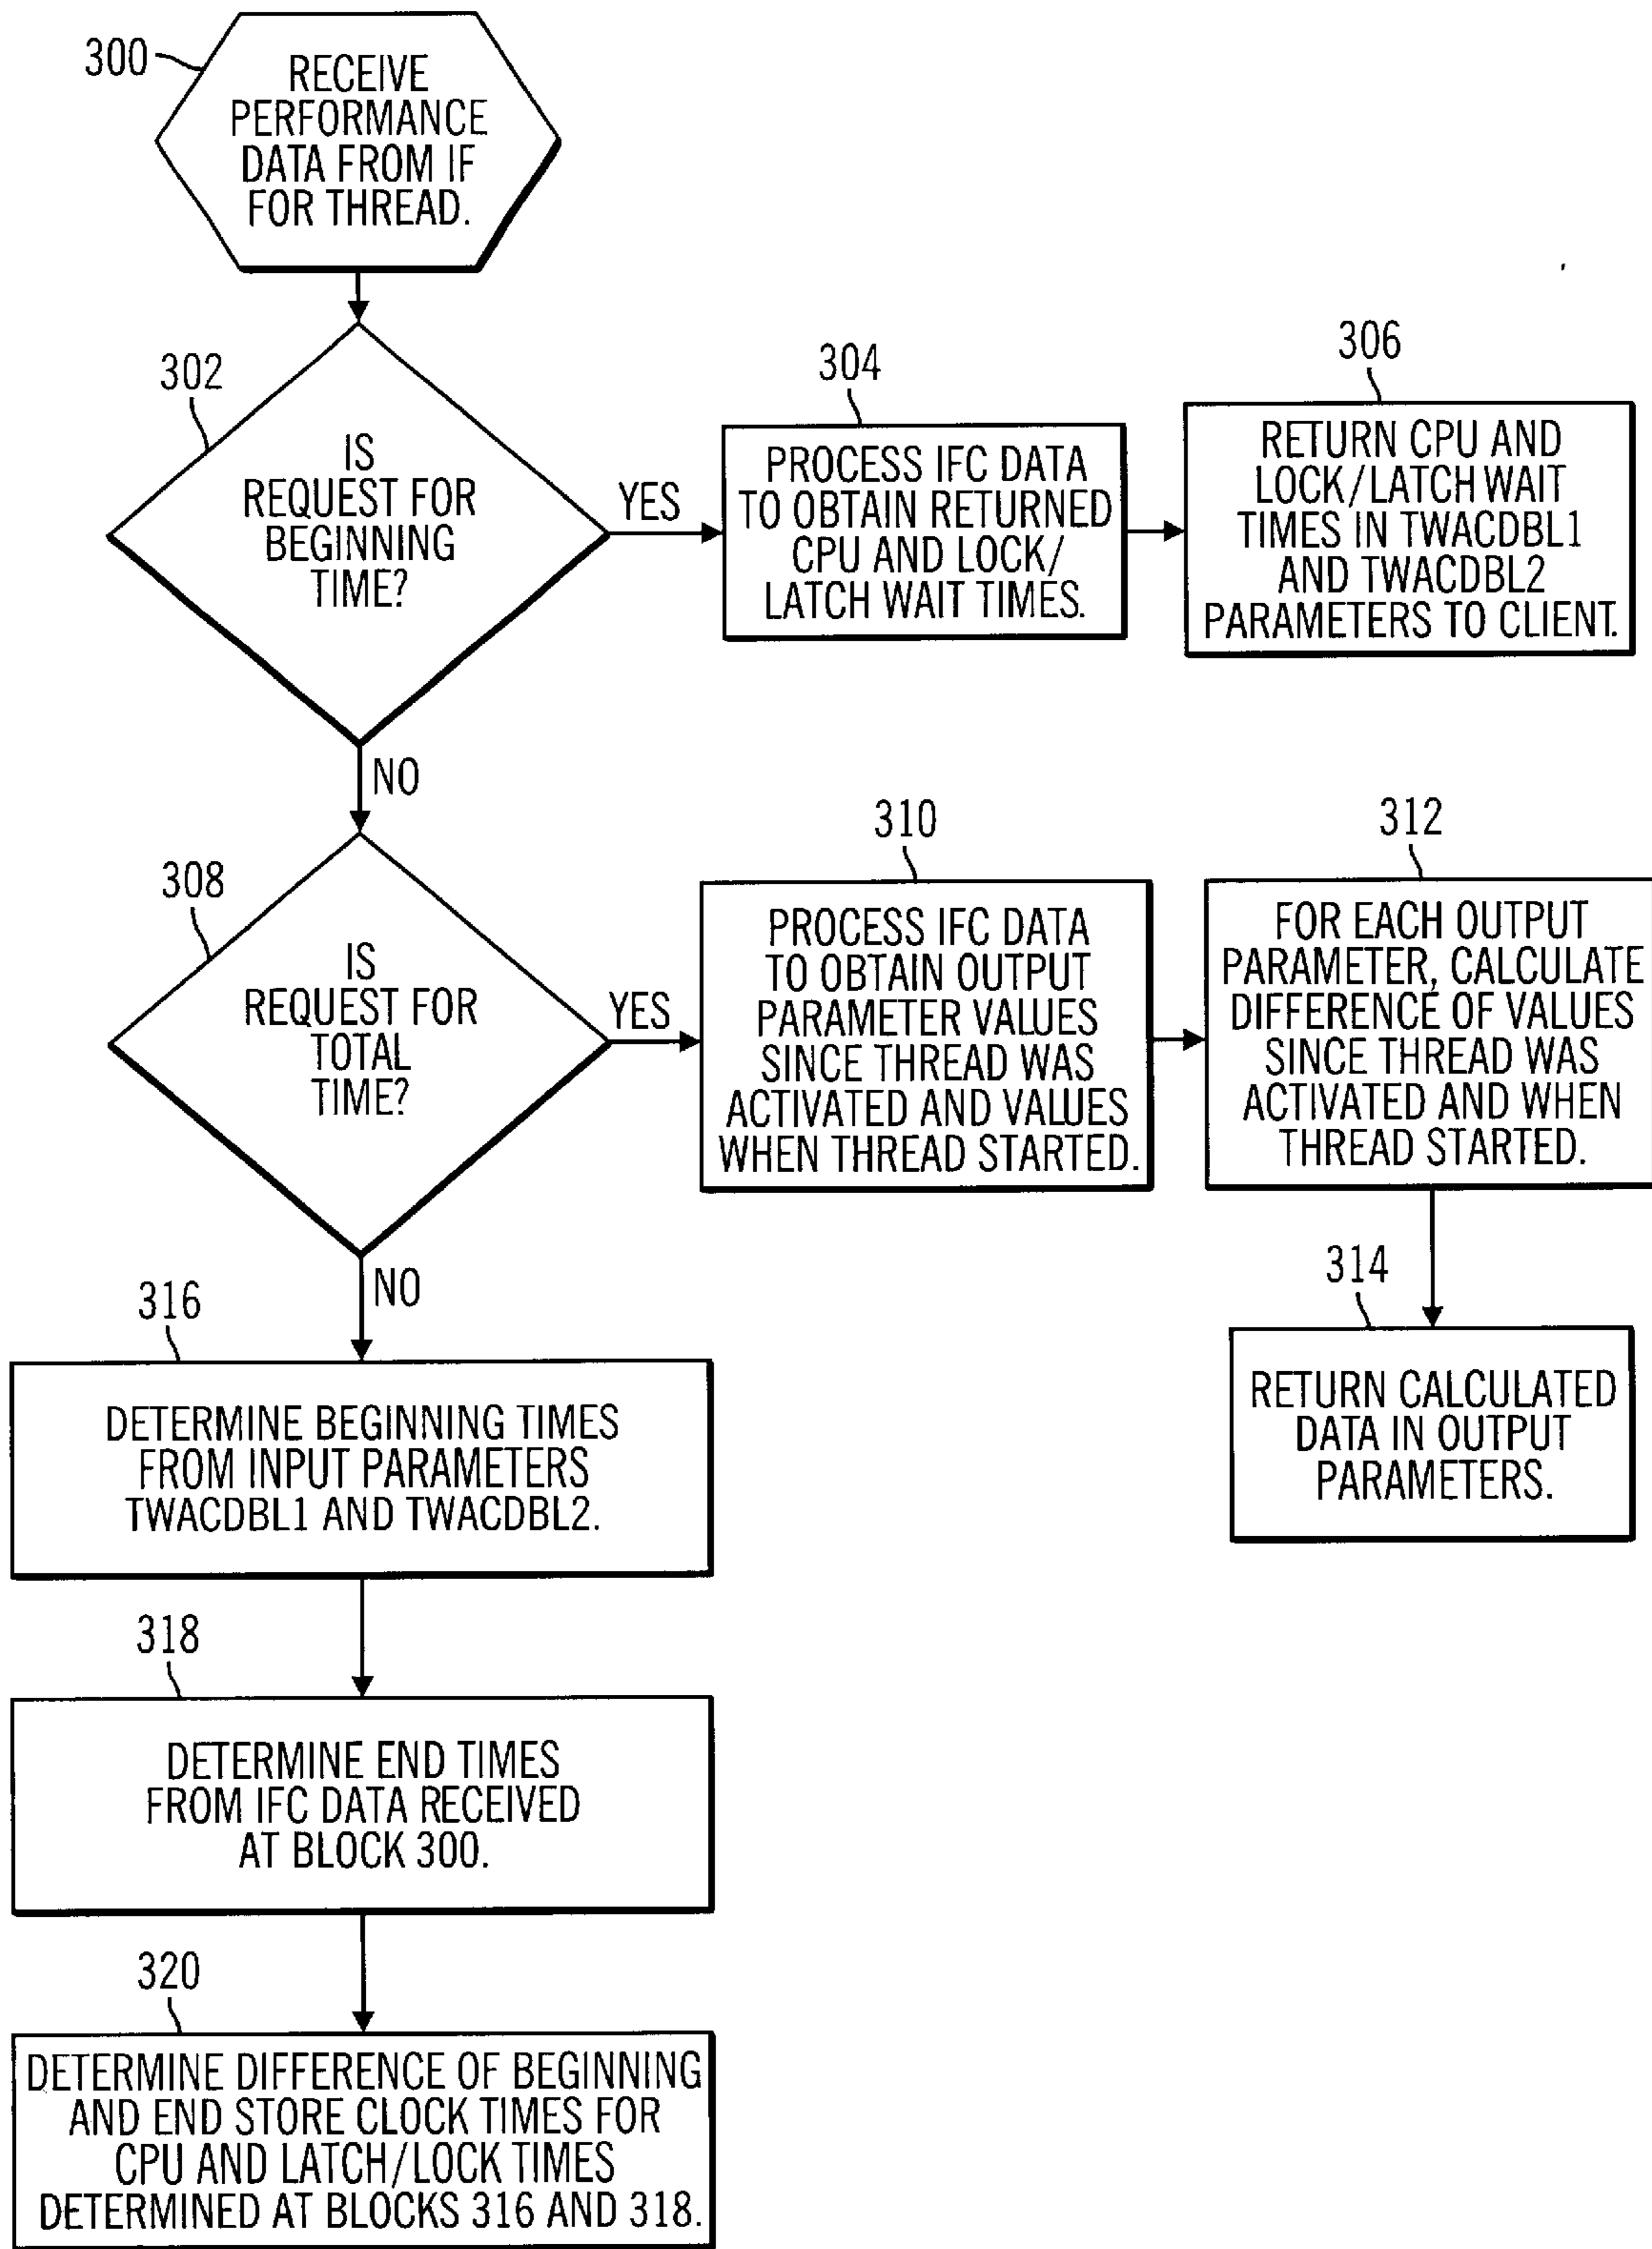 300
RECEIVE
PERFORMANCE
DATA FROM IF
FOR THREAD.
302
IS
REQUEST FOR
BEGINNING
TIME?
YES
304
PROCESS IFC DATA
TO OBTAIN RETURNED
CPU AND LOCK/
LATCH WAIT TIMES.
306
RETURN CPU AND
LOCK/LATCH WAIT
TIMES IN TWACDBL1
AND TWACDBL2
PARAMETERS TO CLIENT.
NO
308
IS
REQUEST FOR
TOTAL
TIME?
YES
310
PROCESS IFC DATA
TO OBTAIN OUTPUT
PARAMETER VALUES
SINCE THREAD WAS
ACTIVATED AND VALUES
WHEN THREAD STARTED.
312
FOR EACH OUTPUT
PARAMETER, CALCULATE
DIFFERENCE OF VALUES
SINCE THREAD WAS
ACTIVATED AND WHEN
THREAD STARTED.
314
RETURN CALCULATED
DATA IN OUTPUT
PARAMETERS.
NO
316
DETERMINE BEGINNING TIMES
FROM INPUT PARAMETERS
TWACDBL1 AND TWACDBL2.
318
DETERMINE END TIMES
FROM IFC DATA RECEIVED
AT BLOCK 300.
320
DETERMINE DIFFERENCE OF BEGINNING
AND END STORE CLOCK TIMES FOR
CPU AND LATCH/LOCK TIMES
DETERMINED AT BLOCKS 316 AND 318.